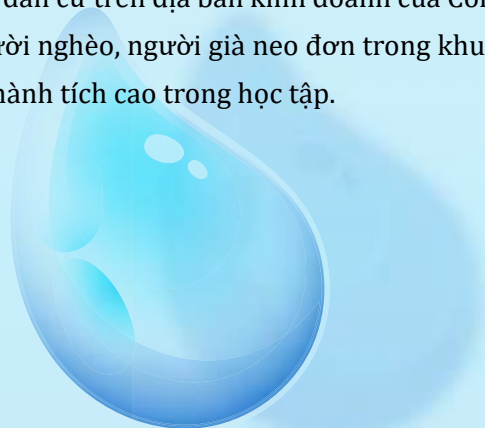 dân cư trên địa bàn kinh doanh của
ười nghèo, người già neo đơn trong khu
hành tích cao trong học tập.